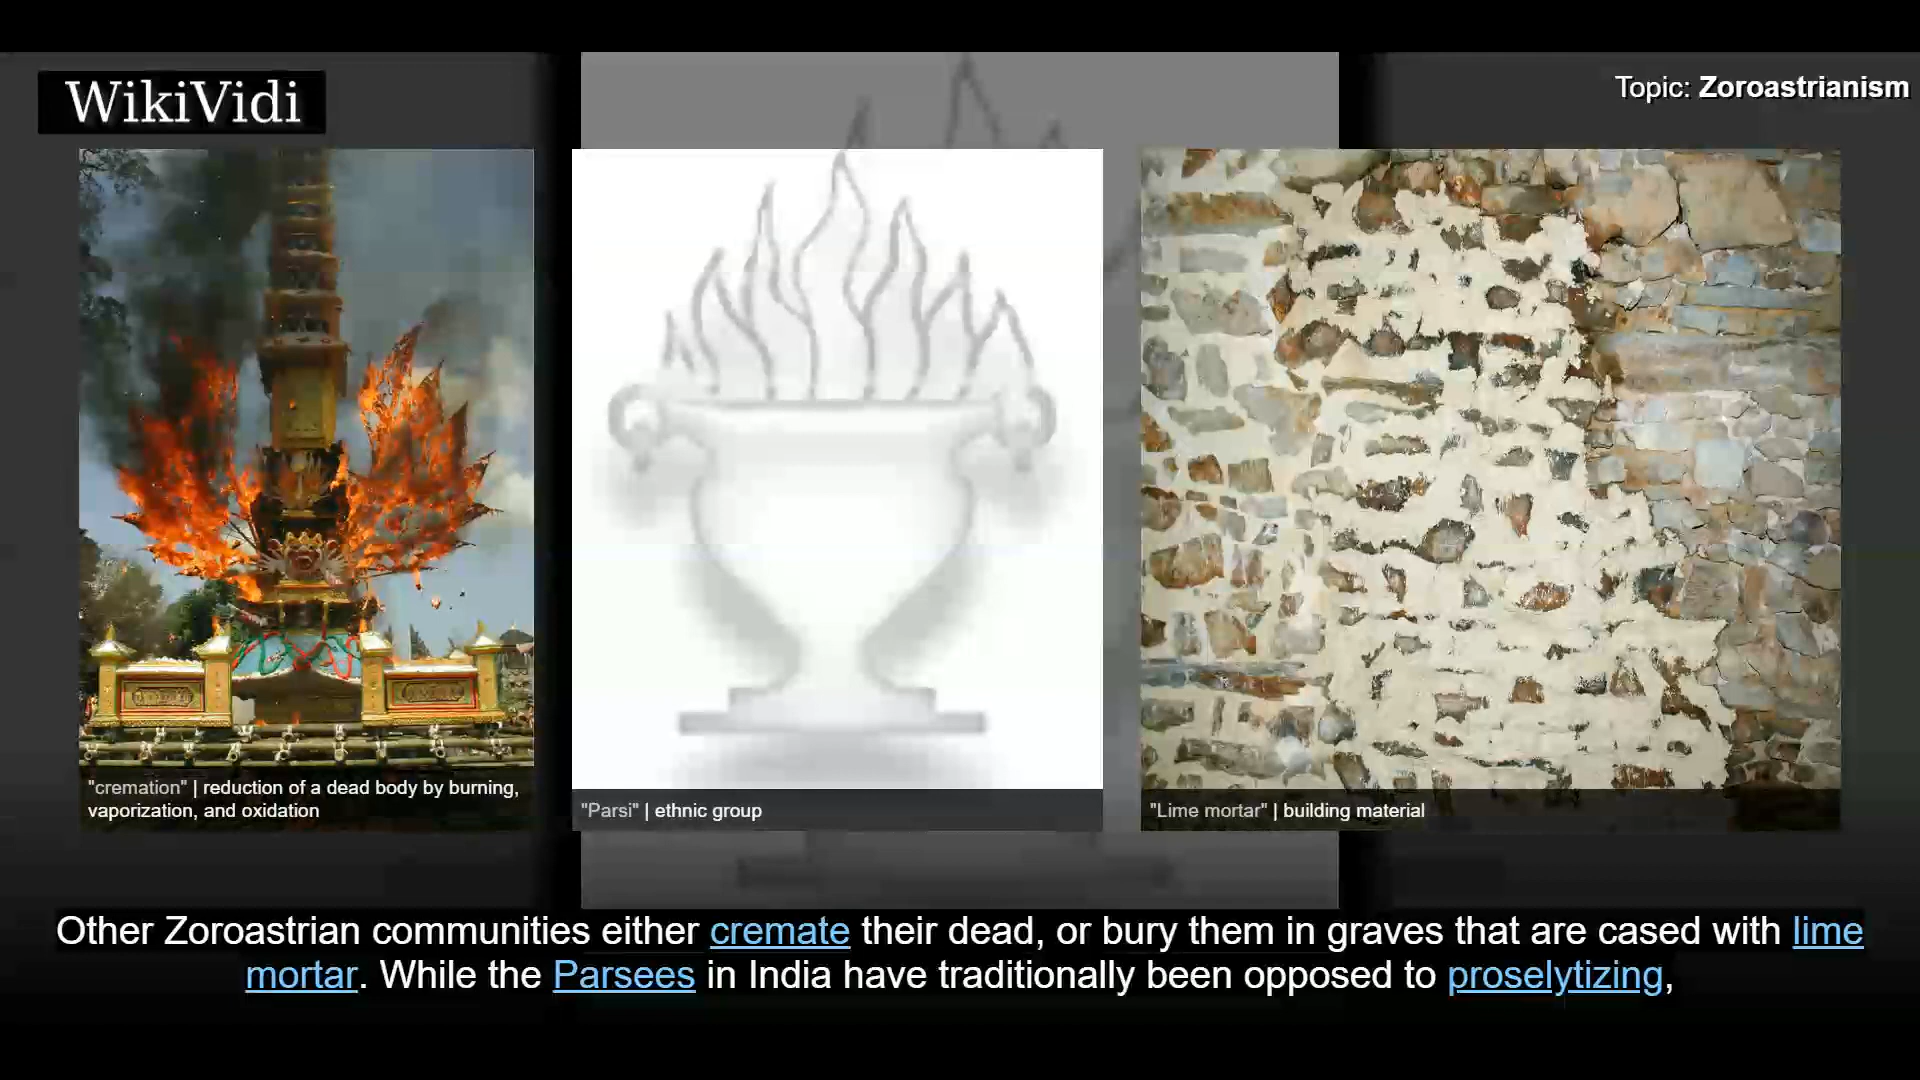 WikiVidi
Topic: Zoroastrianism
"cremation" | reduction of a dead body by burning,
vaporization, and oxidation
"Parsi" | ethnic group
"Lime mortar" | building material
Other Zoroastrian communities either cremate their dead, or bury them in graves that are cased with lime
mortar. While the Parsees in India have traditionally been opposed to proselytizing,